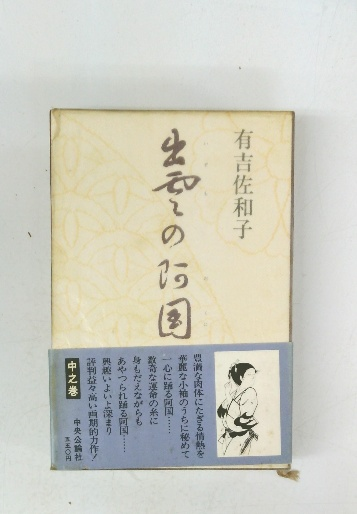 有吉佐和子
出雲の阿国
豊満な肉体にたぎる情熱を
華麗な小袖のうちに秘めて
一心に踊る阿国……
数奇な運命の糸に
身もだえながらも
あやつられ踊る阿国……
興趣いよいよ深まり
評判益々高い画期的力作!
中之巻
中央公論社
五五〇円